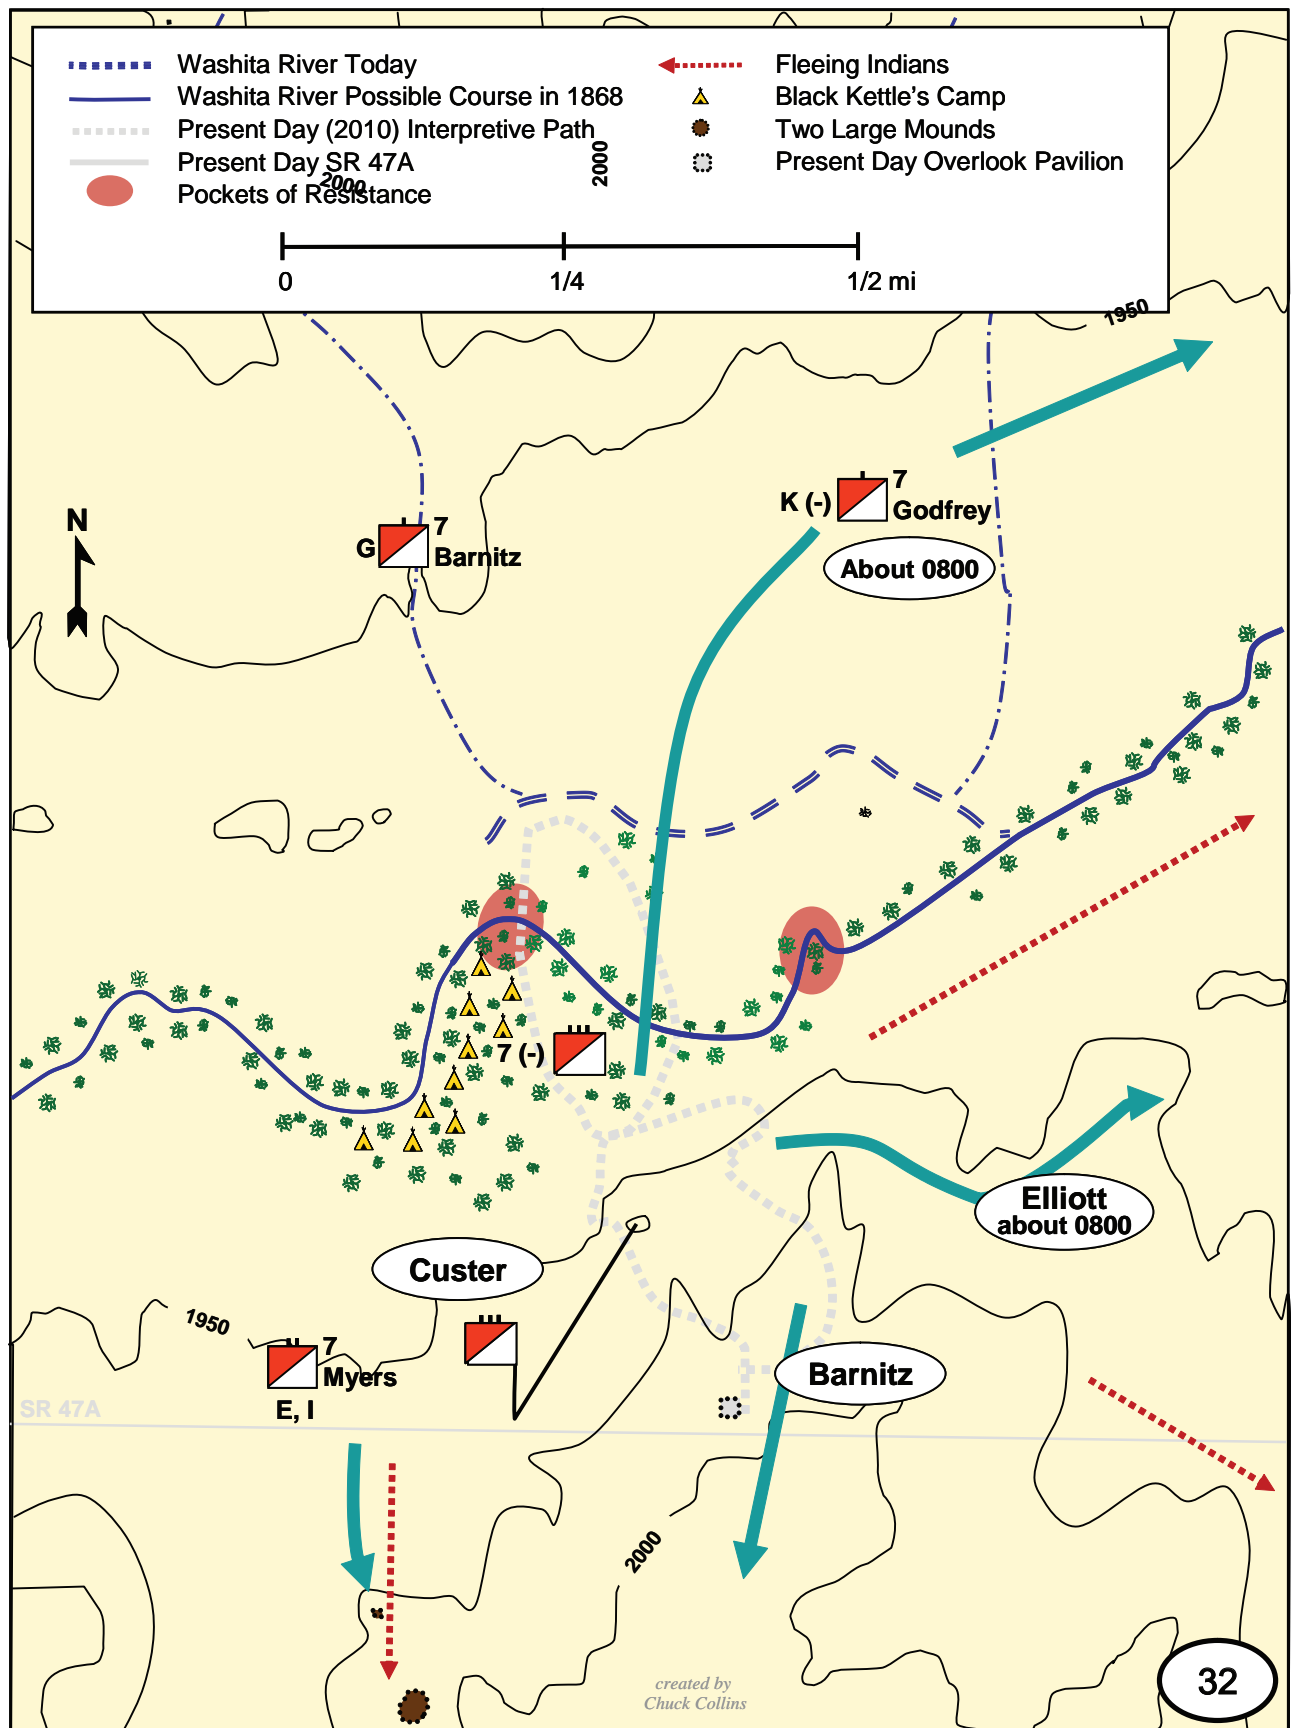 Washita River Today
Washita River Possible Course in 1868
Present Day (2010) Interpretive Path
Present Day SR 47A
Pockets of Resistance
2000
2000
Fleeing Indians
Black Kettle's Camp
Two Large Mounds
Present Day Overlook Pavilion
0 1/4 1/2 mi
1950
N
G 7
Barnitz
K (-) 7
Godfrey
About 0800
7 (-)
Elliott
about 0800
Custer
1950
7
Myers
E, I
Barnitz
SR 47A
2000
created by
Chuck Collins
32